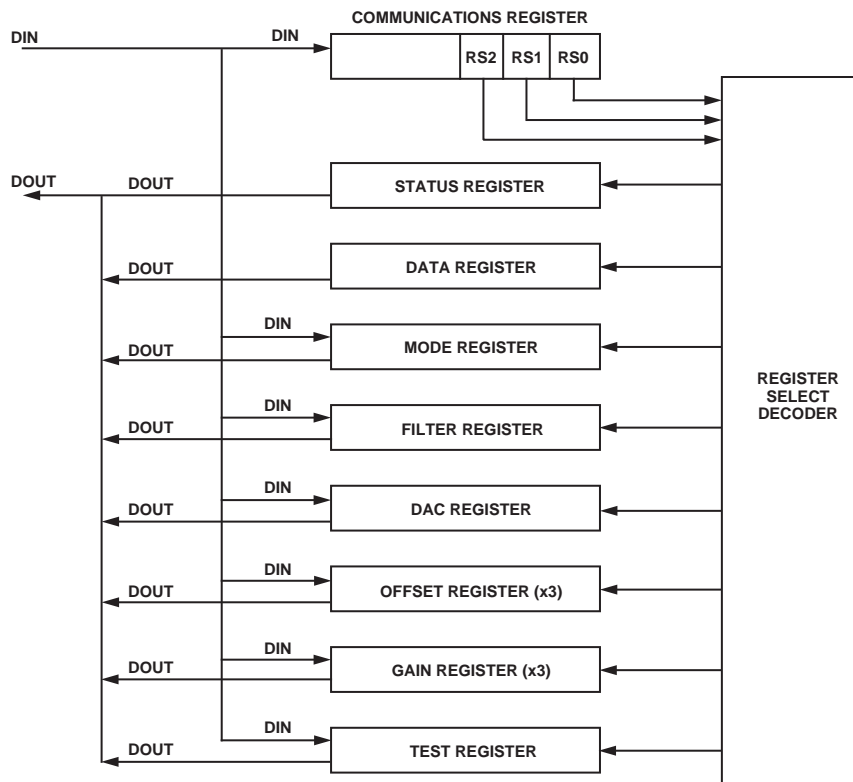 COMMUNICATIONS REGISTER
DIN
DIN
RS2
RS1
RS0
DOUT
DOUT
STATUS REGISTER
DOUT
DATA REGISTER
DIN
DOUT
MODE REGISTER
REGISTER
SELECT
DECODER
DIN
DOUT
FILTER REGISTER
DIN
DOUT
DAC REGISTER
DIN
DOUT
OFFSET REGISTER (x3)
DIN
DOUT
GAIN REGISTER (x3)
DIN
DOUT
TEST REGISTER